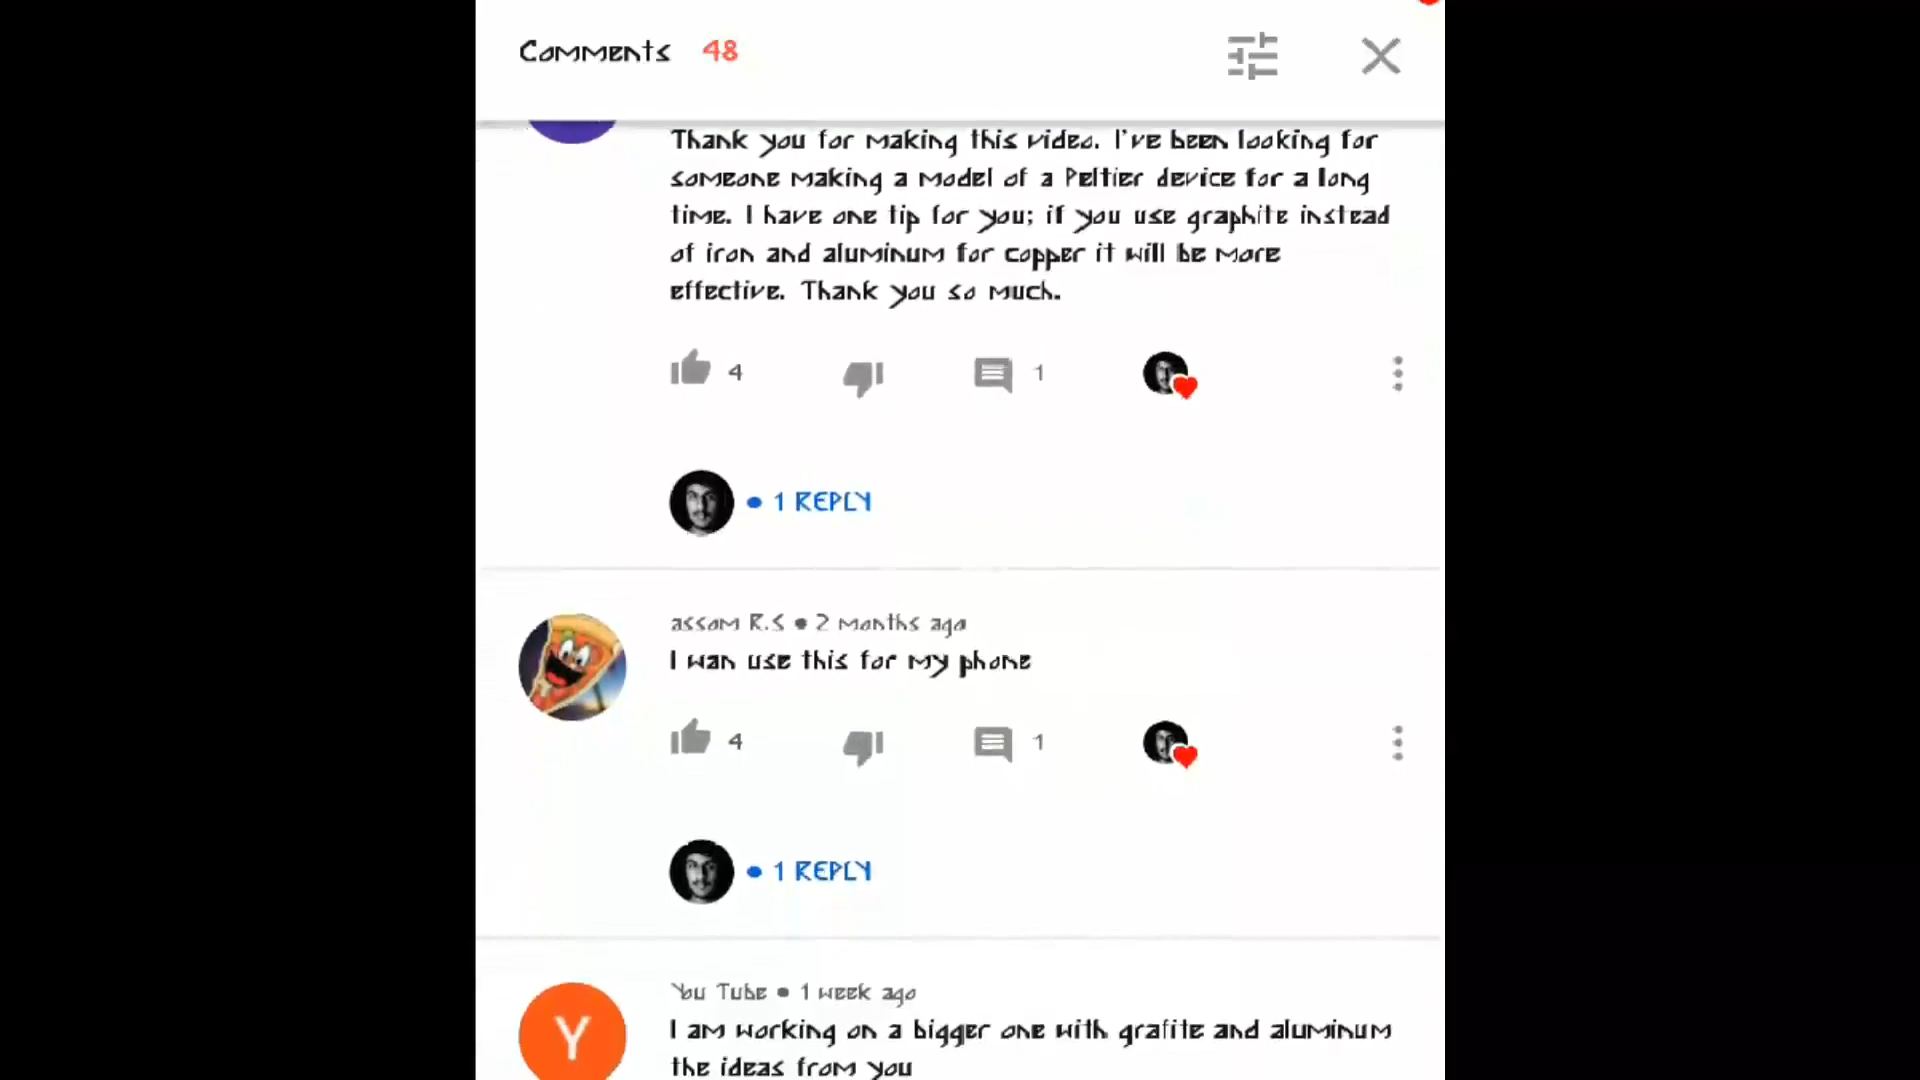 Comments 48
Thank you for making this video. I've been looking for
someone making a model of a Peltier device for a long
time. I have one tip for you; if you use graphite instead
of iron and aluminum for copper it will be more
effective. Thank you so much.
4 1
1 REPLY
assam R.S • 2 months ago
I wan use this for my phone
4 1
1 REPLY
You Tube • 1 week ago
Y
I am working on a bigger one with grafite and aluminum
the ideas from you